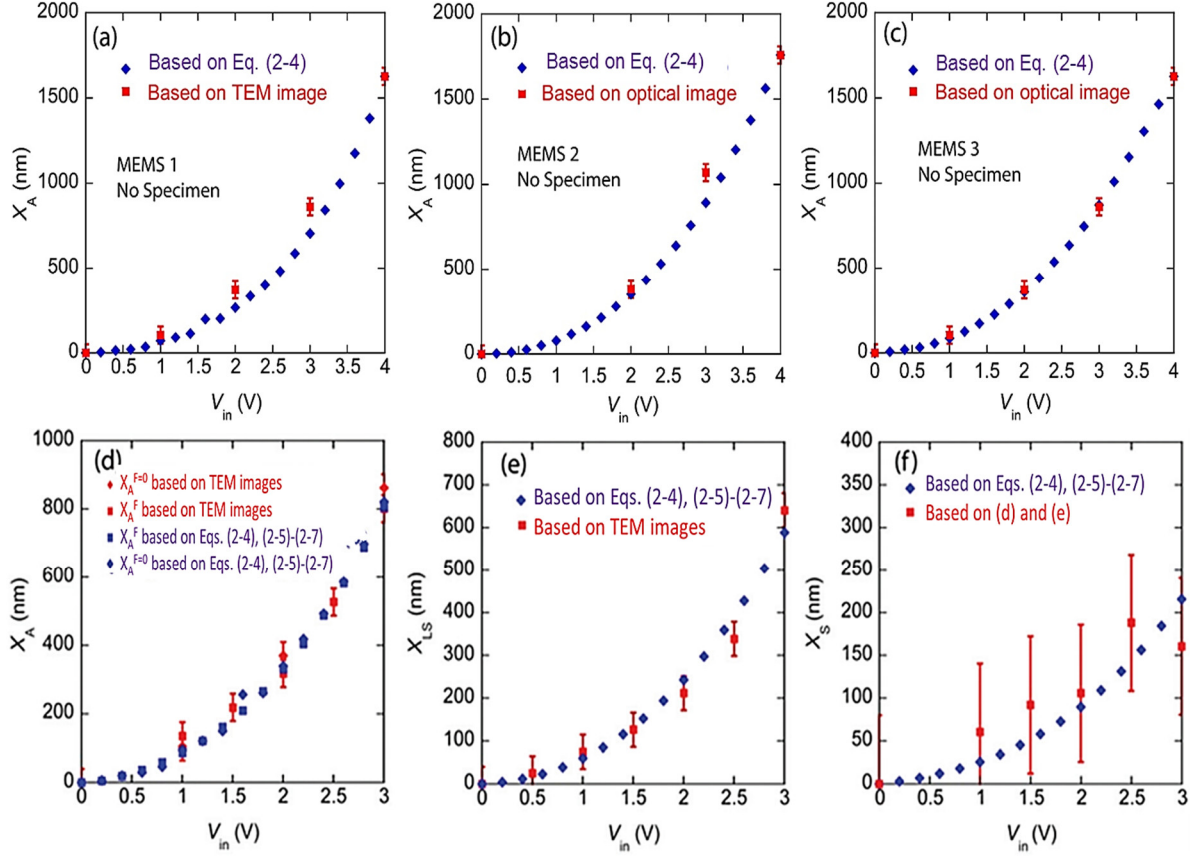 (a)
Based on Eq. (2-4)
Based on TEM image
MEMS 1
No Specimen
1500
1000
500
0
X_A (nm)
0 0.5 1 1.5 2 2.5 3 3.5 4
V_in (V)
(b)
Based on Eq. (2-4)
Based on optical image
MEMS 2
No Specimen
2000
1500
1000
500
0
X_A (nm)
0 0.5 1 1.5 2 2.5 3 3.5 4
V_in (V)
(c)
Based on Eq. (2-4)
Based on optical image
MEMS 3
No Specimen
2000
1500
1000
500
0
X_A (nm)
0 0.5 1 1.5 2 2.5 3 3.5 4
V_in (V)
(d)
X_A^F=0 based on TEM images
X_A^F based on TEM images
X_A^F based on Eqs. (2-4), (2-5)-(2-7)
X_A^F=0 based on Eqs. (2-4), (2-5)-(2-7)
1000
800
600
400
200
0
X_A (nm)
0 0.5 1 1.5 2 2.5 3
V_in (V)
(e)
Based on Eqs. (2-4), (2-5)-(2-7)
Based on TEM images
800
700
600
500
400
300
200
100
0
X_LS (nm)
0 0.5 1 1.5 2 2.5 3
V_in (V)
(f)
Based on Eqs. (2-4), (2-5)-(2-7)
Based on (d) and (e)
400
350
300
250
200
150
100
50
0
X_S (nm)
0 0.5 1 1.5 2 2.5 3
V_in (V)